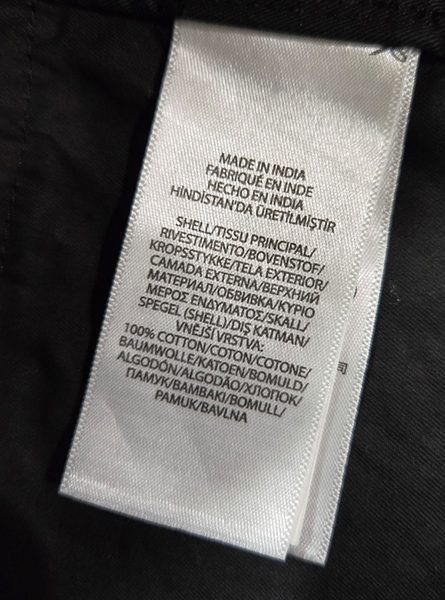 MADE IN INDIA
FABRIQUÉ EN INDE
HECHO EN INDIA
HİNDİSTAN'DA ÜRETİLMİŞTİR
SHELL/TISSU PRINCIPAL/
RIVESTIMENTO/BOVENSTOF/
KROPSSTYKKE/TELA EXTERIOR/
CAMADA EXTERNA/ВЕРХНИЙ
МАТЕРИАЛ/ОБВИВКА/ΚΥΡΙΟ
ΜΕΡΟΣ ΕΝΔΥΜΑΤΟΣ/SKALL/
SPEGEL (SHELL)/DIŞ KATMAN/
VNĚJŠÍ VRSTVA:
100% COTTON/COTON/COTONE/
BAUMWOLLE/KATOEN/BOMULD/
ALGODÓN/ALGODÃO/ХЛОПОК/
ПАМУК/ΒΑΜΒΑΚΙ/BOMULL/
PAMUK/BAVLNA